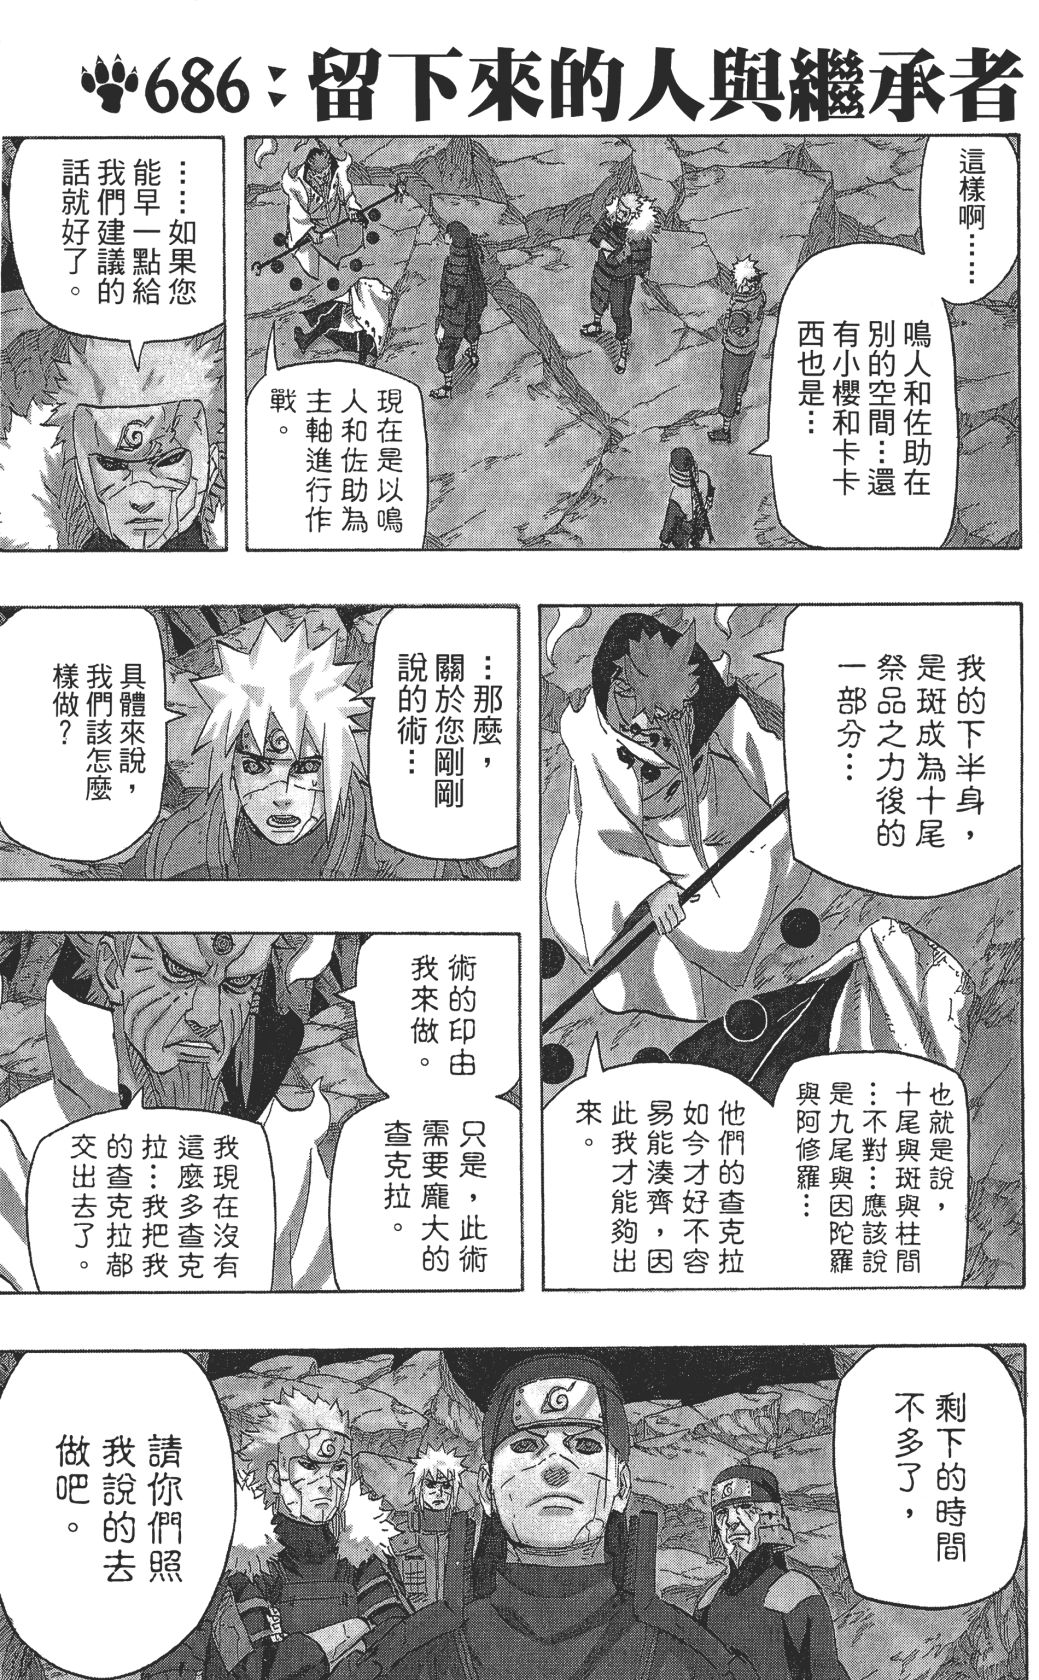 686:留下來的人與繼承者
這樣啊……
鳴人和佐助在
別的空間…還
有小櫻和卡卡
西也是…
現在是以鳴
人和佐助為
主軸進行作
戰。
……如果您
能早一點給
我們建議的
話就好了。
我的下半身，
是斑成為十尾
祭品之力後的
一部分…
也就是說，
十尾與斑與柱間
…不對…應該說
是九尾與因陀羅
與阿修羅…
他們的查克拉
如今才好不容
易能湊齊，因
此我才能夠出
來。
…那麼，
關於您剛剛
說的術…
具體來說，
我們該怎麼
樣做？
術的印由
我來做。
只是，此術
需要龐大的
查克拉。
我現在沒有
這麼多查克
拉…我把我
的查克拉都
交出去了。
剩下的時間
不多了，
請你們照
我說的去
做吧。